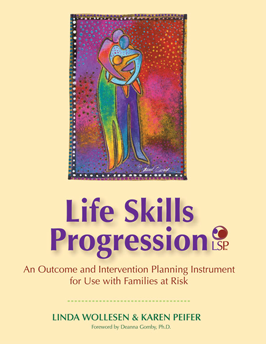 Life Skills
Progression
LSP
An Outcome and Intervention Planning Instrument
for Use with Families at Risk
LINDA WOLLESEN & KAREN PEIFER
Foreword by Deanna Gomby, Ph.D.